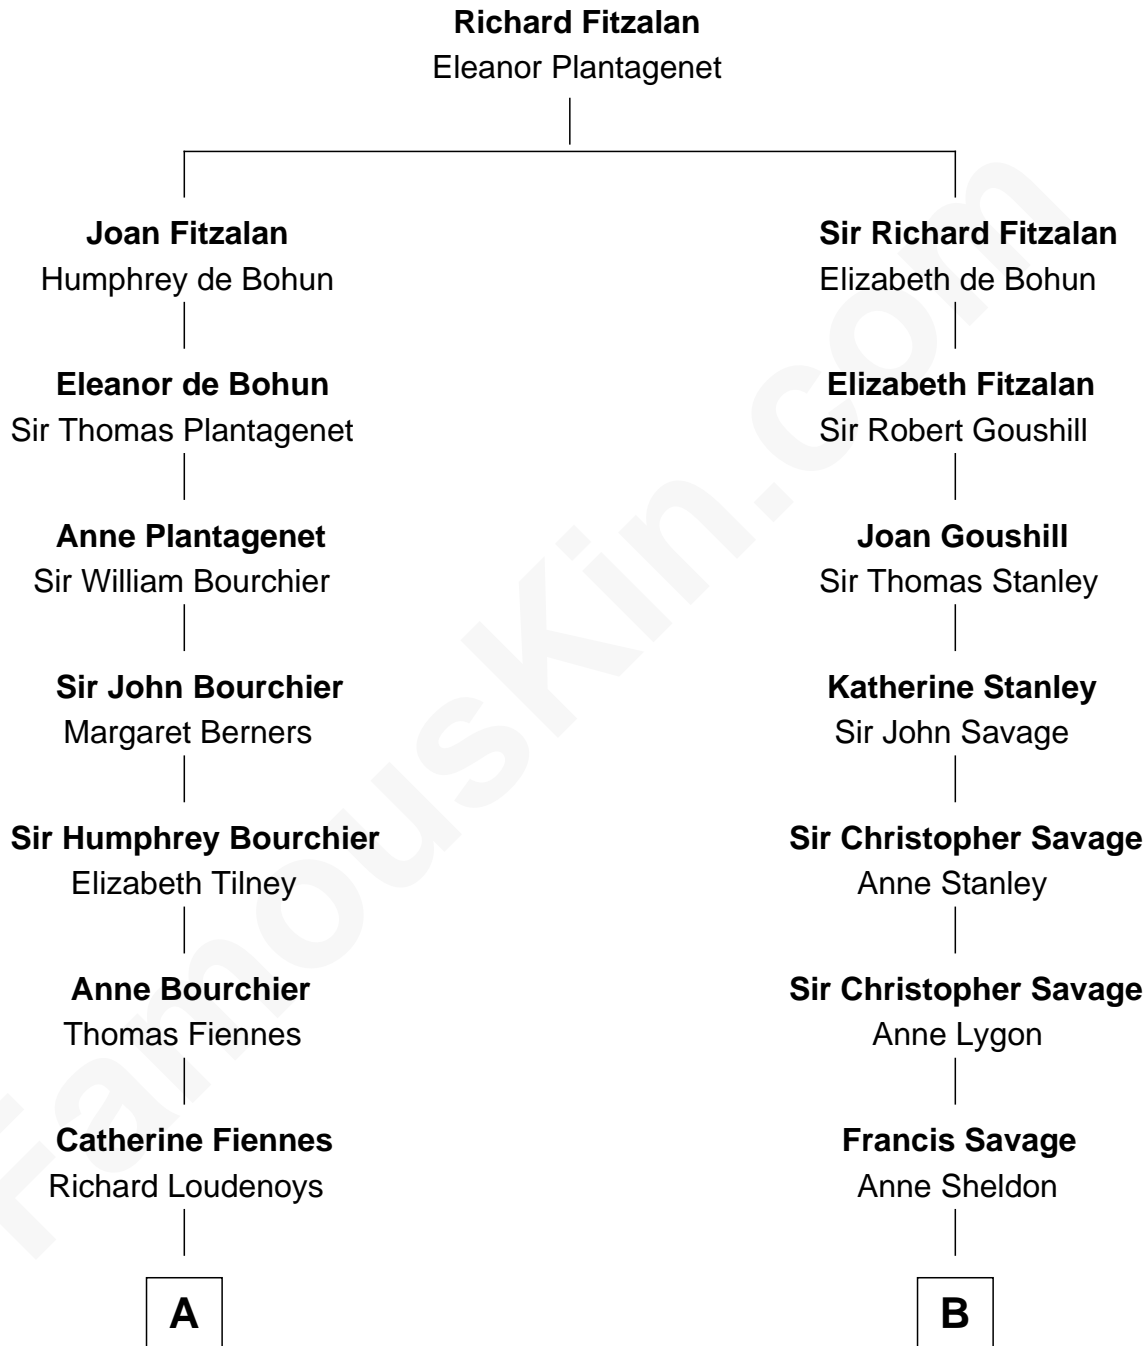 Richard Fitzalan
Eleanor Plantagenet
Joan Fitzalan
Humphrey de Bohun
Sir Richard Fitzalan
Elizabeth de Bohun
Eleanor de Bohun
Sir Thomas Plantagenet
Elizabeth Fitzalan
Sir Robert Goushill
Anne Plantagenet
Sir William Bourchier
Joan Goushill
Sir Thomas Stanley
Sir John Bourchier
Margaret Berners
Katherine Stanley
Sir John Savage
Sir Humphrey Bourchier
Elizabeth Tilney
Sir Christopher Savage
Anne Stanley
Anne Bourchier
Thomas Fiennes
Sir Christopher Savage
Anne Lygon
Catherine Fiennes
Richard Loudenoys
Francis Savage
Anne Sheldon
A
B
FamousKin.com